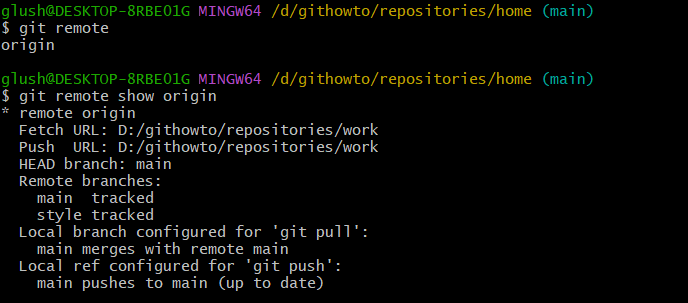 glush@DESKTOP-8RBEO1G MINGW64 /d/githowto/repositories/home (main)
$ git remote
origin
glush@DESKTOP-8RBEO1G MINGW64 /d/githowto/repositories/home (main)
$ git remote show origin
* remote origin
  Fetch URL: D:/githowto/repositories/work
  Push  URL: D:/githowto/repositories/work
  HEAD branch: main
  Remote branches:
    main  tracked
    style tracked
  Local branch configured for 'git pull':
    main merges with remote main
  Local ref configured for 'git push':
    main pushes to main (up to date)